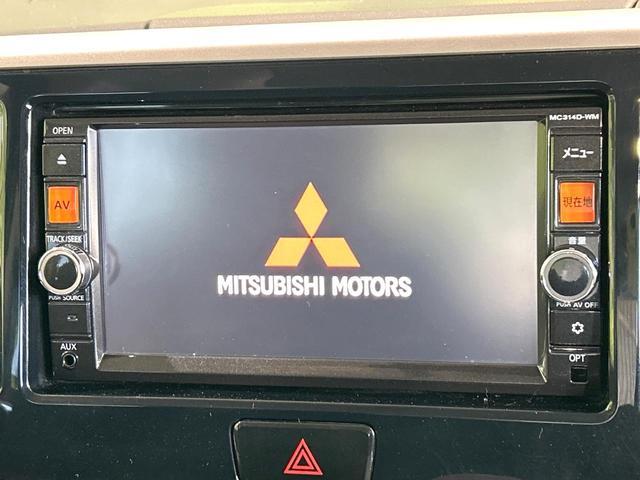 OPEN
MC314D-WM
メニュー
AV
現在地
TRACK/SEEK
音量
MITSUBISHI MOTORS
PUSH SOURCE
PUSH AV OFF
AUX
OPT